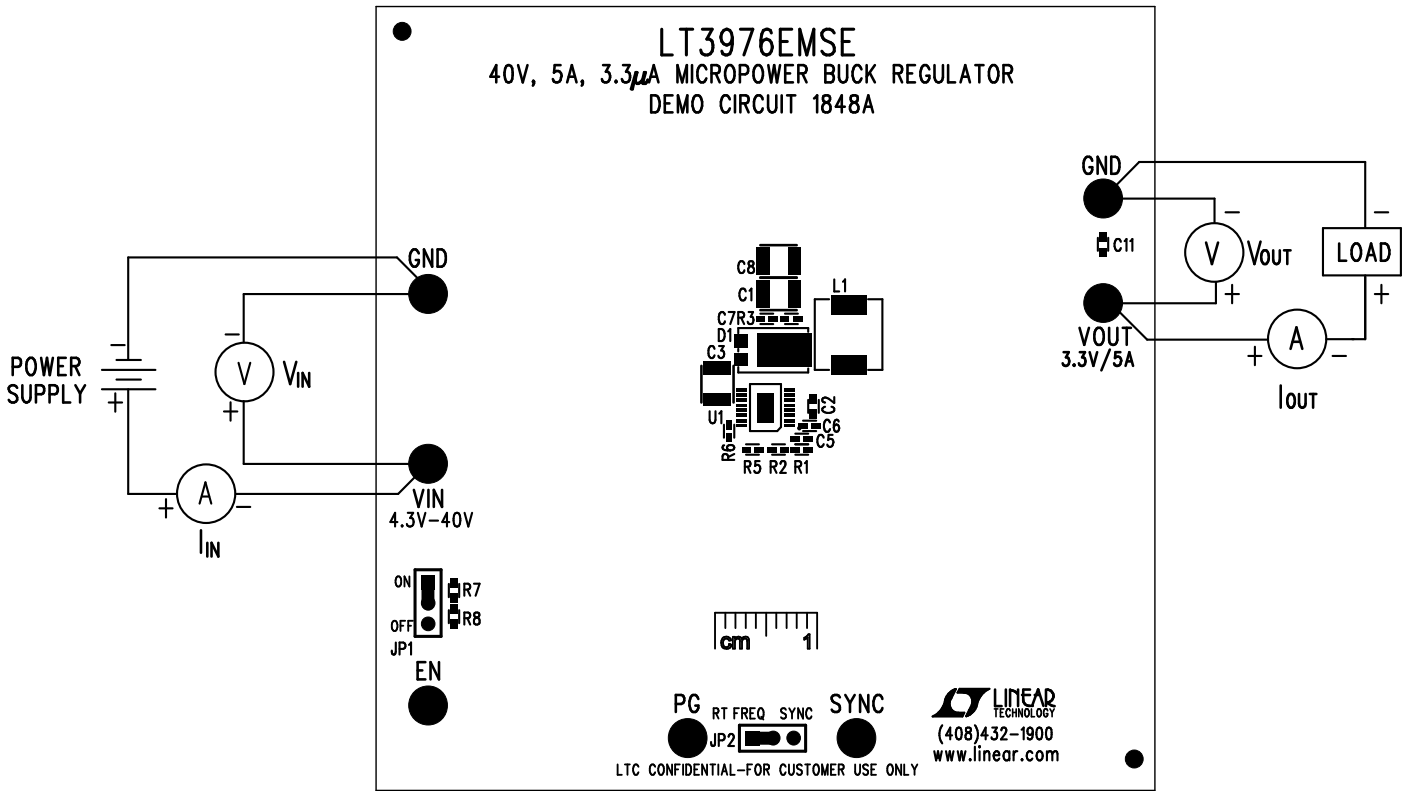 LT3976EMSE
40V, 5A, 3.3µA MICROPOWER BUCK REGULATOR
DEMO CIRCUIT 1848A
GND
POWER
SUPPLY
−
+
−
V
+
VIN
A
+
−
IIN
VIN
4.3V-40V
ON
OFF
JP1
R7
R8
EN
C8
C1
L1
C7
R3
D1
C3
U1
C2
C6
C5
R6
R5
R2
R1
GND
C11
VOUT
3.3V/5A
−
V
+
VOUT
−
LOAD
+
+
A
−
IOUT
cm
1
PG
RT FREQ
SYNC
JP2
SYNC
LINEAR
TECHNOLOGY
(408)432-1900
www.linear.com
LTC CONFIDENTIAL-FOR CUSTOMER USE ONLY